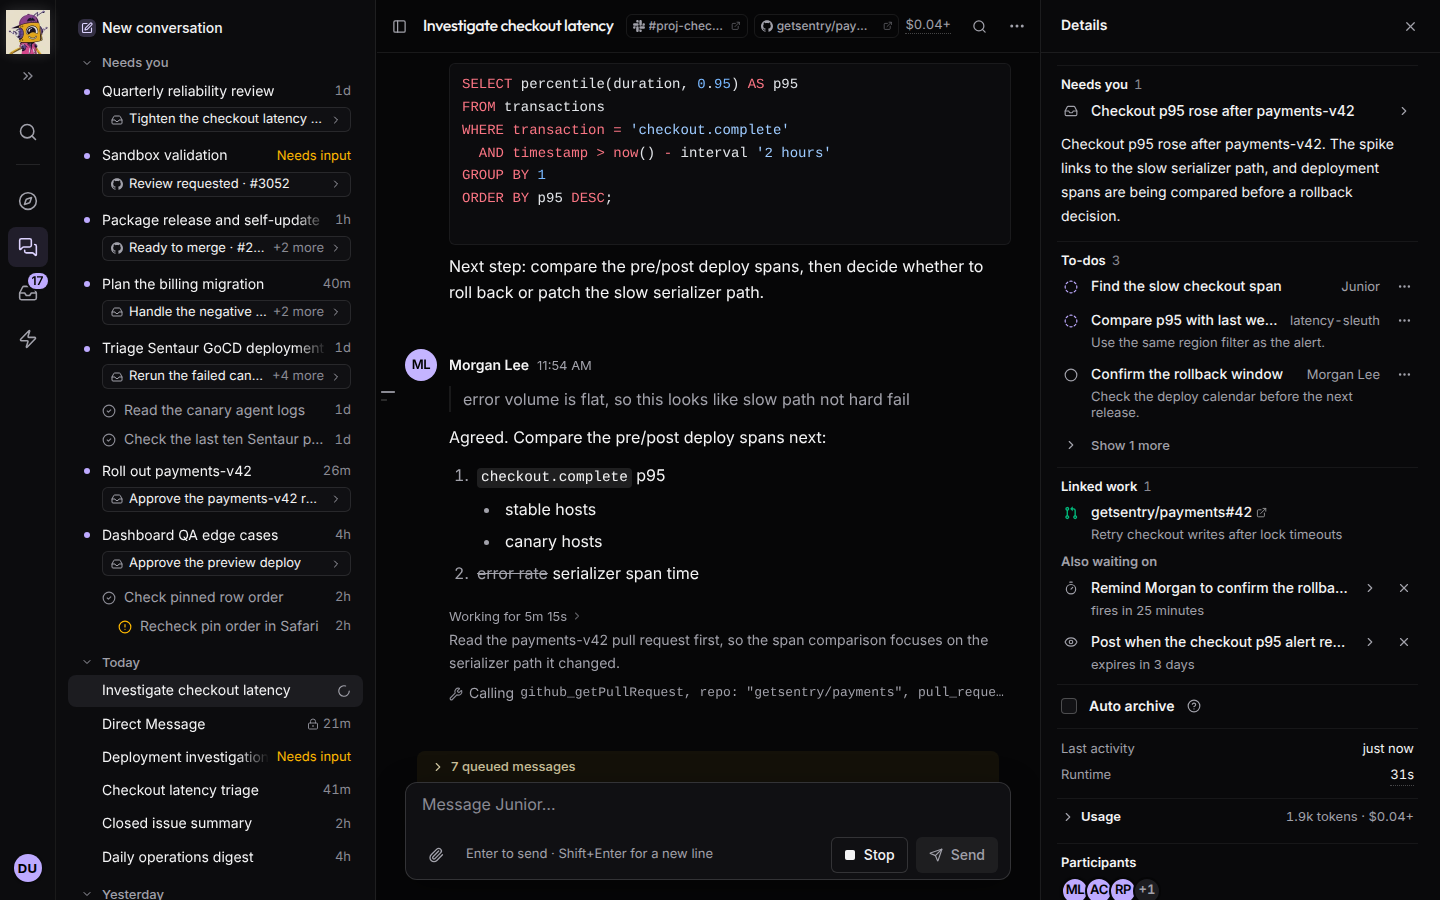 New conversation
Needs you
Quarterly reliability review 1d
Tighten the checkout latency ...
Sandbox validation Needs input
Review requested · #3052
Package release and self-update 1h
Ready to merge · #2... +2 more
Plan the billing migration 40m
Handle the negative ... +2 more
Triage Sentaur GoCD deployment 1d
Rerun the failed can... +4 more
Read the canary agent logs 1d
Check the last ten Sentaur p... 1d
Roll out payments-v42 26m
Approve the payments-v42 r...
Dashboard QA edge cases 4h
Approve the preview deploy
Check pinned row order 2h
Recheck pin order in Safari 2h
Today
Investigate checkout latency
Direct Message 21m
Deployment investigation Needs input
Checkout latency triage 41m
Closed issue summary 2h
Daily operations digest 4h
Yesterday
17
DU
Investigate checkout latency #proj-chec... getsentry/pay... $0.04+
SELECT percentile(duration, 0.95) AS p95
FROM transactions
WHERE transaction = 'checkout.complete'
AND timestamp > now() - interval '2 hours'
GROUP BY 1
ORDER BY p95 DESC;
Next step: compare the pre/post deploy spans, then decide whether to
roll back or patch the slow serializer path.
ML Morgan Lee 11:54 AM
error volume is flat, so this looks like slow path not hard fail
Agreed. Compare the pre/post deploy spans next:
1. checkout.complete p95
• stable hosts
• canary hosts
2. error rate serializer span time
Working for 5m 15s
Read the payments-v42 pull request first, so the span comparison focuses on the
serializer path it changed.
Calling github_getPullRequest, repo: "getsentry/payments", pull_reque...
7 queued messages
Message Junior...
Enter to send · Shift+Enter for a new line Stop Send
Details
Needs you 1
Checkout p95 rose after payments-v42
Checkout p95 rose after payments-v42. The spike
links to the slow serializer path, and deployment
spans are being compared before a rollback
decision.
To-dos 3
Find the slow checkout span Junior
Compare p95 with last we... latency-sleuth
Use the same region filter as the alert.
Confirm the rollback window Morgan Lee
Check the deploy calendar before the next
release.
Show 1 more
Linked work 1
getsentry/payments#42
Retry checkout writes after lock timeouts
Also waiting on
Remind Morgan to confirm the rollba...
fires in 25 minutes
Post when the checkout p95 alert re...
expires in 3 days
Auto archive
Last activity just now
Runtime 31s
Usage 1.9k tokens · $0.04+
Participants
ML AC RP +1